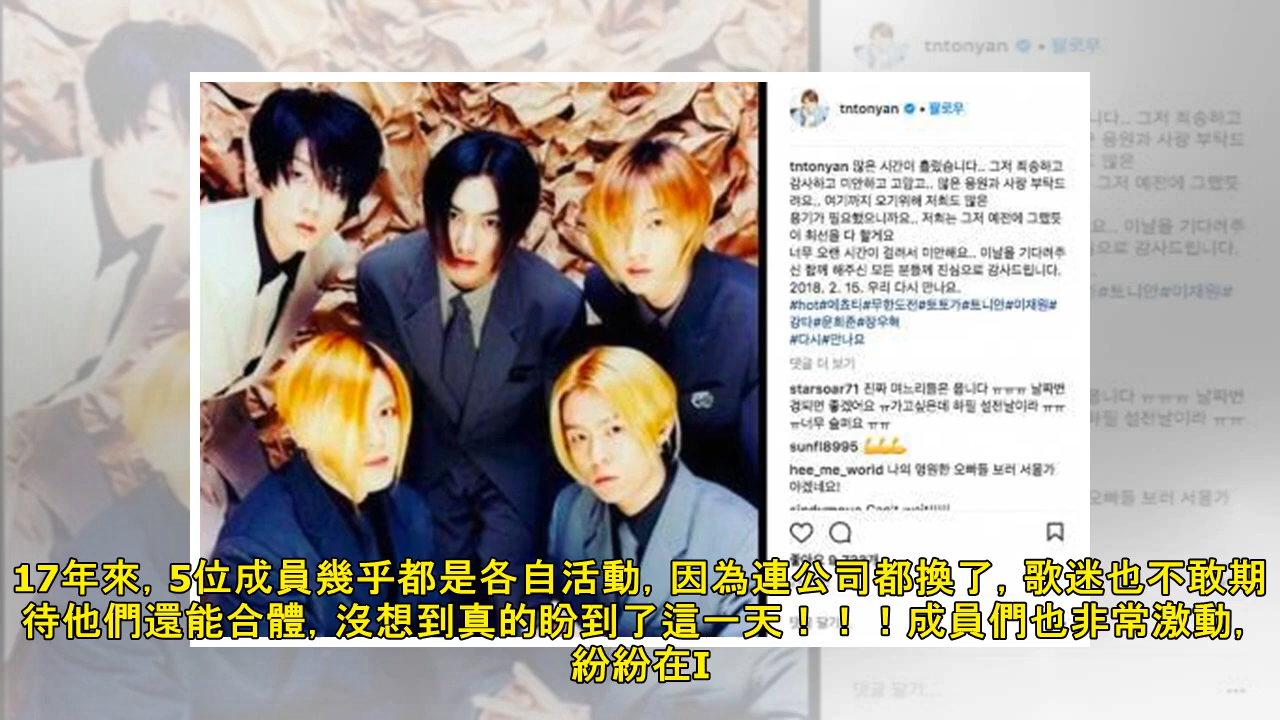 tntonyan • 팔로우
tntonyan 많은 시간이 흘렀습니다.. 그저 죄송하고
감사하고 미안하고 고맙고.. 많은 응원과 사랑 부탁드
려요.. 여기까지 오기위해 저희도 많은
용기가 필요했으니까요.. 저희는 그저 예전에 그랬듯
이 최선을 다 할게요
너무 오랜 시간이 걸려서 미안해요.. 이날을 기다려주
신 함께 해주신 모든 분들께 진심으로 감사드립니다.
2018. 2. 15. 우리 다시 만나요.
#hot#에쵸티#무한도전#토토가#토니안#이재원#
강타#문희준#장우혁
#다시#만나요
댓글 더 보기
starsoar71 진짜 며느리들은 웁니다 ㅠㅠㅠ 날짜변
경되면 좋겠어요 ㅠ가고싶은데 하필 설전날이라 ㅠㅠ
ㅠ너무 슬퍼요 ㅠㅠ
sunfl8995 💪💪💪
hee_me_world 나의 영원한 오빠들 보러 서울가
야겠네요!
17年來, 5位成員幾乎都是各自活動, 因為連公司都換了, 歌迷也不敢期
待他們還能合體, 沒想到真的盼到了這一天！！！成員們也非常激動,
紛紛在I